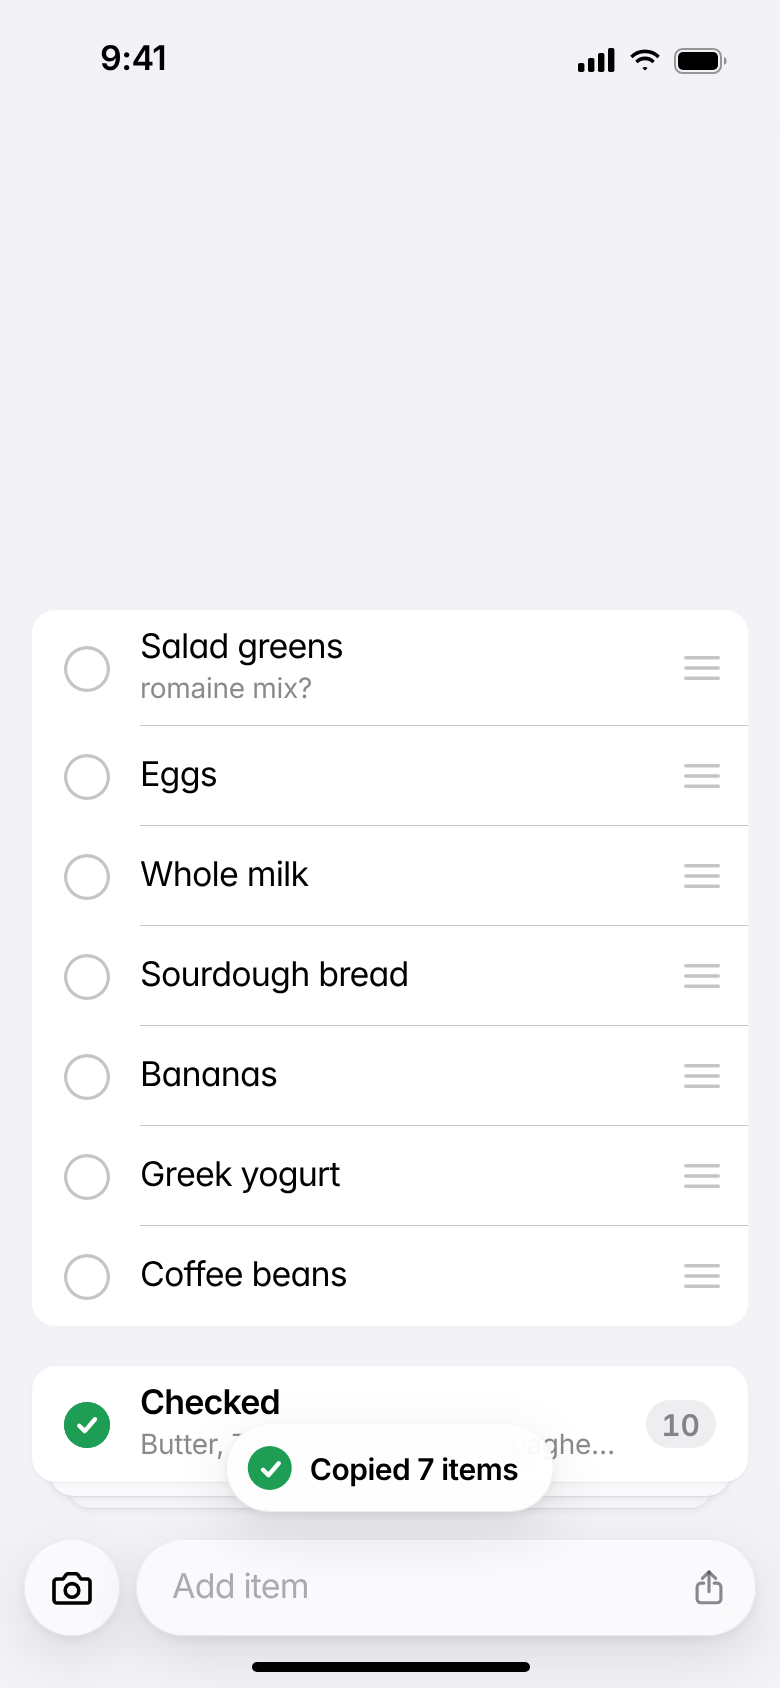 9:41
Salad greens
romaine mix?
Eggs
Whole milk
Sourdough bread
Bananas
Greek yogurt
Coffee beans
Checked
10
Butter, Spaghe...
Copied 7 items
Add item